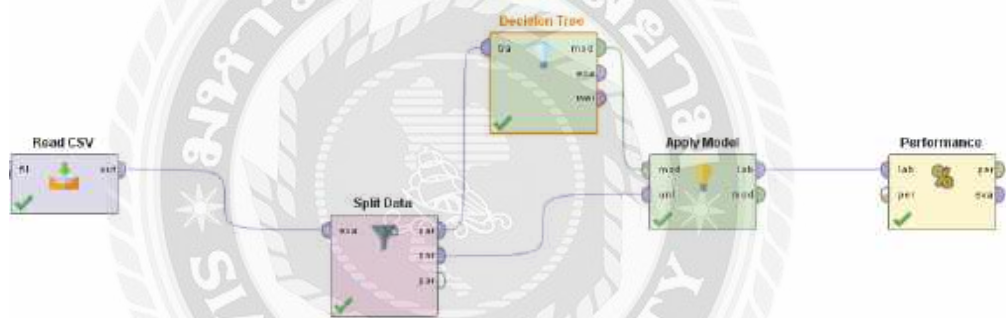 Decision Tree
tra mod
exa
wei
Read CSV
fil out
Apply Model
mod lab
unl mod
Performance
lab per
per exa
Split Data
exa par
par
par